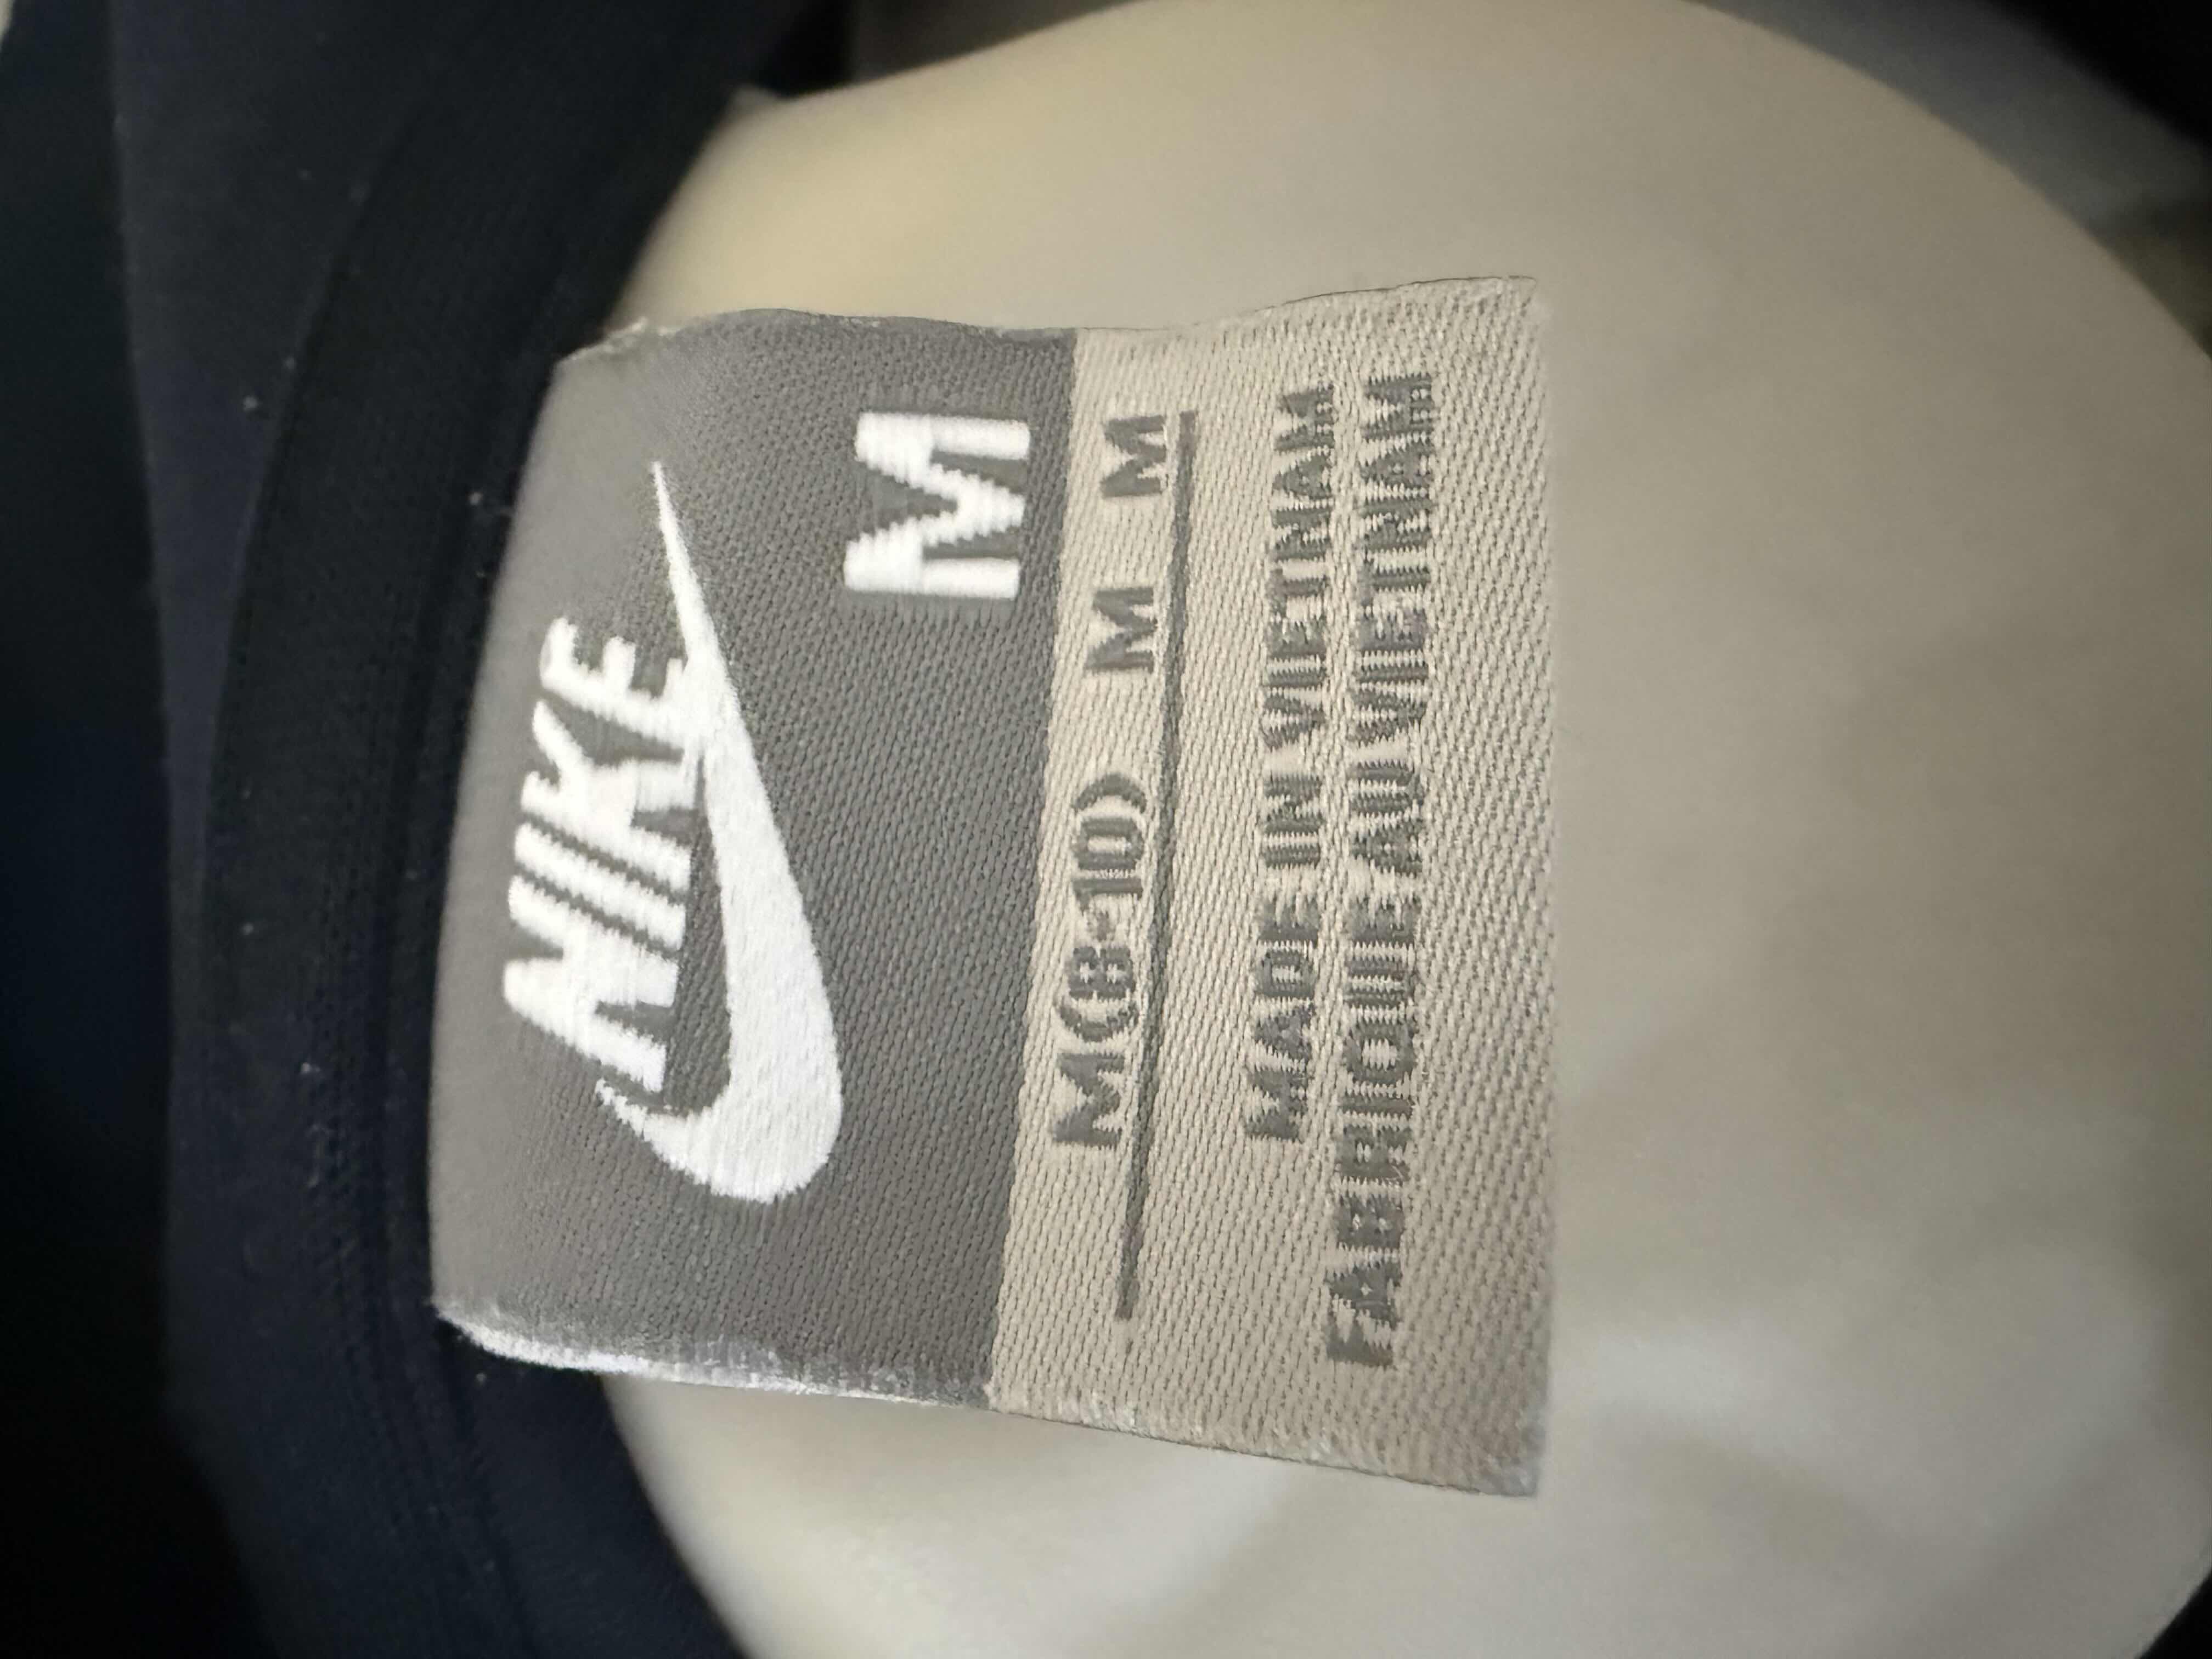 NIKE
M
M(8-10) M M
MADE IN VIETNAM
FABRIQUE AU VIETNAM